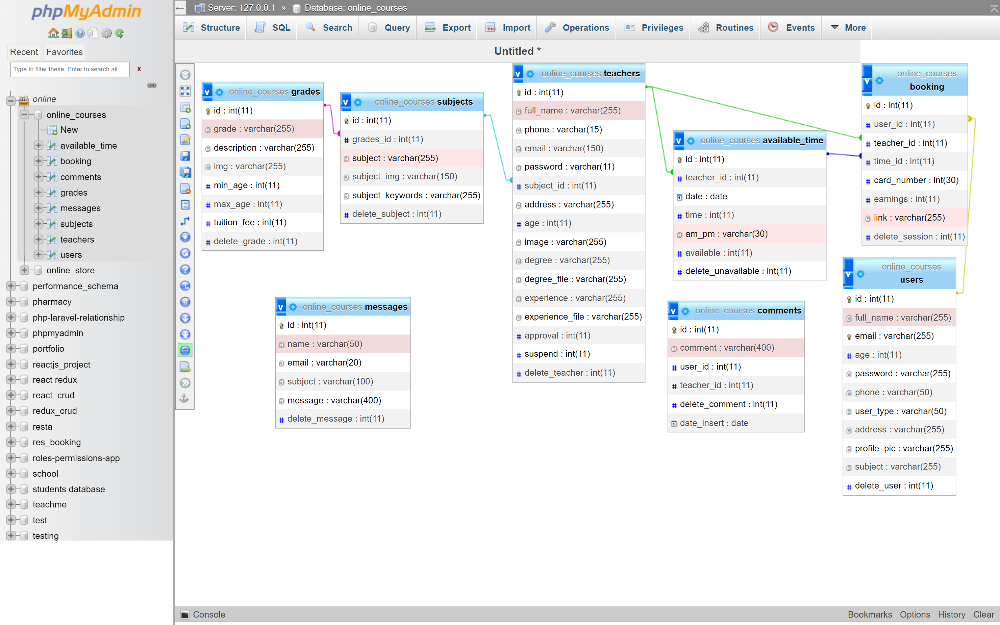 phpMyAdmin
Recent Favorites
Type to filter these, Enter to search all X
online
online_courses
New
available_time
booking
comments
grades
messages
subjects
teachers
users
online_store
performance_schema
pharmacy
php-laravel-relationship
phpmyadmin
portfolio
reactjs_project
react redux
react_crud
redux_crud
resta
res_booking
roles-permissions-app
school
students database
teachme
test
testing
Server: 127.0.0.1 » Database: online_courses
Structure SQL Search Query Export Import Operations Privileges Routines Events More
Untitled *
v online_courses grades
id : int(11)
grade : varchar(255)
description : varchar(255)
img : varchar(255)
# min_age : int(11)
# max_age : int(11)
# tuition_fee : int(11)
# delete_grade : int(11)
v online_courses subjects
id : int(11)
# grades_id : int(11)
subject : varchar(255)
subject_img : varchar(150)
subject_keywords : varchar(255)
# delete_subject : int(11)
v online_courses messages
id : int(11)
name : varchar(50)
email : varchar(20)
subject : varchar(100)
message : varchar(400)
# delete_message : int(11)
v online_courses teachers
id : int(11)
full_name : varchar(255)
phone : varchar(15)
email : varchar(150)
password : varchar(11)
# subject_id : int(11)
address : varchar(255)
# age : int(11)
image : varchar(255)
degree : varchar(255)
degree_file : varchar(255)
experience : varchar(255)
experience_file : varchar(255)
# approval : int(11)
# suspend : int(11)
# delete_teacher : int(11)
v online_courses available_time
id : int(11)
# teacher_id : int(11)
date : date
# time : int(11)
am_pm : varchar(30)
# available : int(11)
# delete_unavailable : int(11)
v online_courses comments
id : int(11)
comment : varchar(400)
# user_id : int(11)
# teacher_id : int(11)
# delete_comment : int(11)
date_insert : date
v online_courses
booking
id : int(11)
# user_id : int(11)
# teacher_id : int(11)
# time_id : int(11)
# card_number : int(30)
# earnings : int(11)
link : varchar(255)
# delete_session : int(11)
v online_courses
users
id : int(11)
full_name : varchar(255)
email : varchar(255)
# age : int(11)
password : varchar(255)
phone : varchar(50)
user_type : varchar(50)
address : varchar(255)
profile_pic : varchar(255)
subject : varchar(255)
# delete_user : int(11)
Console Bookmarks Options History Clear